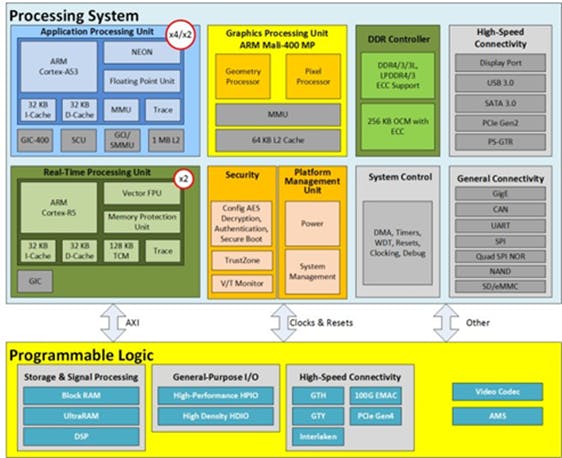 Processing System
Application Processing Unit
x4/x2
ARM
Cortex-A53
NEON
Floating Point Unit
32 KB
I-Cache
32 KB
D-Cache
MMU
Trace
GIC-400
SCU
GCI/
SMMU
1 MB L2
Graphics Processing Unit
ARM Mali-400 MP
Geometry
Processor
Pixel
Processor
MMU
64 KB L2 Cache
DDR Controller
DDR4/3/3L,
LPDDR4/3
ECC Support
256 KB OCM with
ECC
High-Speed
Connectivity
Display Port
USB 3.0
SATA 3.0
PCIe Gen2
PS-GTR
Real-Time Processing Unit
x2
ARM
Cortex-R5
Vector FPU
Memory Protection
Unit
32 KB
I-Cache
32 KB
D-Cache
128 KB
TCM
Trace
GIC
Security
Config AES
Decryption,
Authentication,
Secure Boot
TrustZone
V/T Monitor
Platform
Management
Unit
Power
System
Management
System Control
DMA, Timers,
WDT, Resets,
Clocking, Debug
General Connectivity
GigE
CAN
UART
SPI
Quad SPI NOR
NAND
SD/eMMC
AXI
Clocks & Resets
Other
Programmable Logic
Storage & Signal Processing
Block RAM
UltraRAM
DSP
General-Purpose I/O
High-Performance HPIO
High Density HDIO
High-Speed Connectivity
GTH
100G EMAC
GTY
PCIe Gen4
Interlaken
Video Codec
AMS